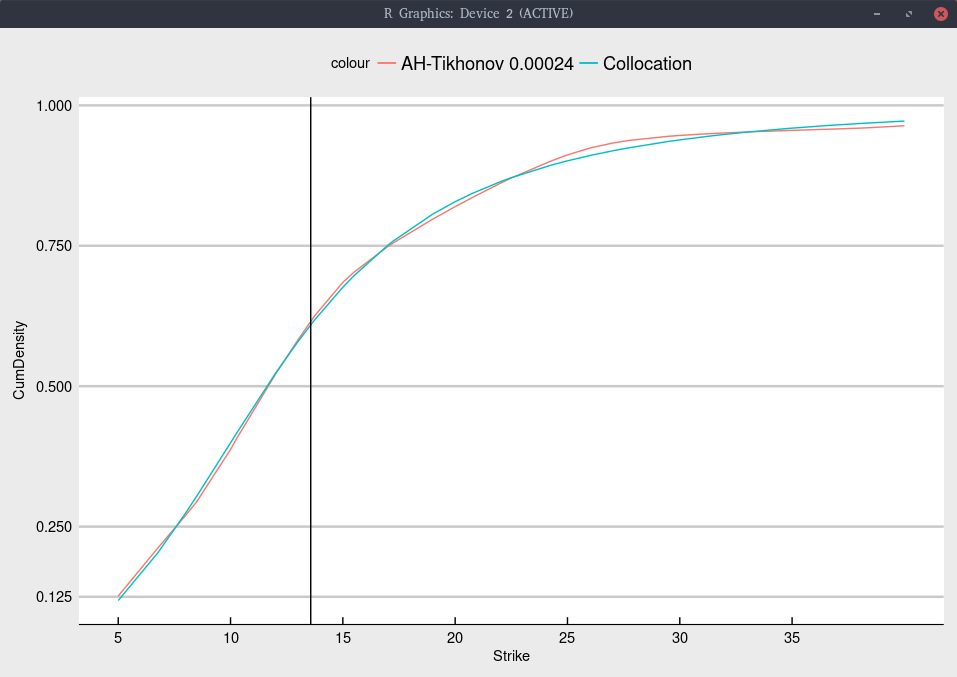 R Graphics: Device 2 (ACTIVE)
colour AH-Tikhonov 0.00024 Collocation
1.000
0.750
0.500
0.250
0.125
CumDensity
5 10 15 20 25 30 35
Strike